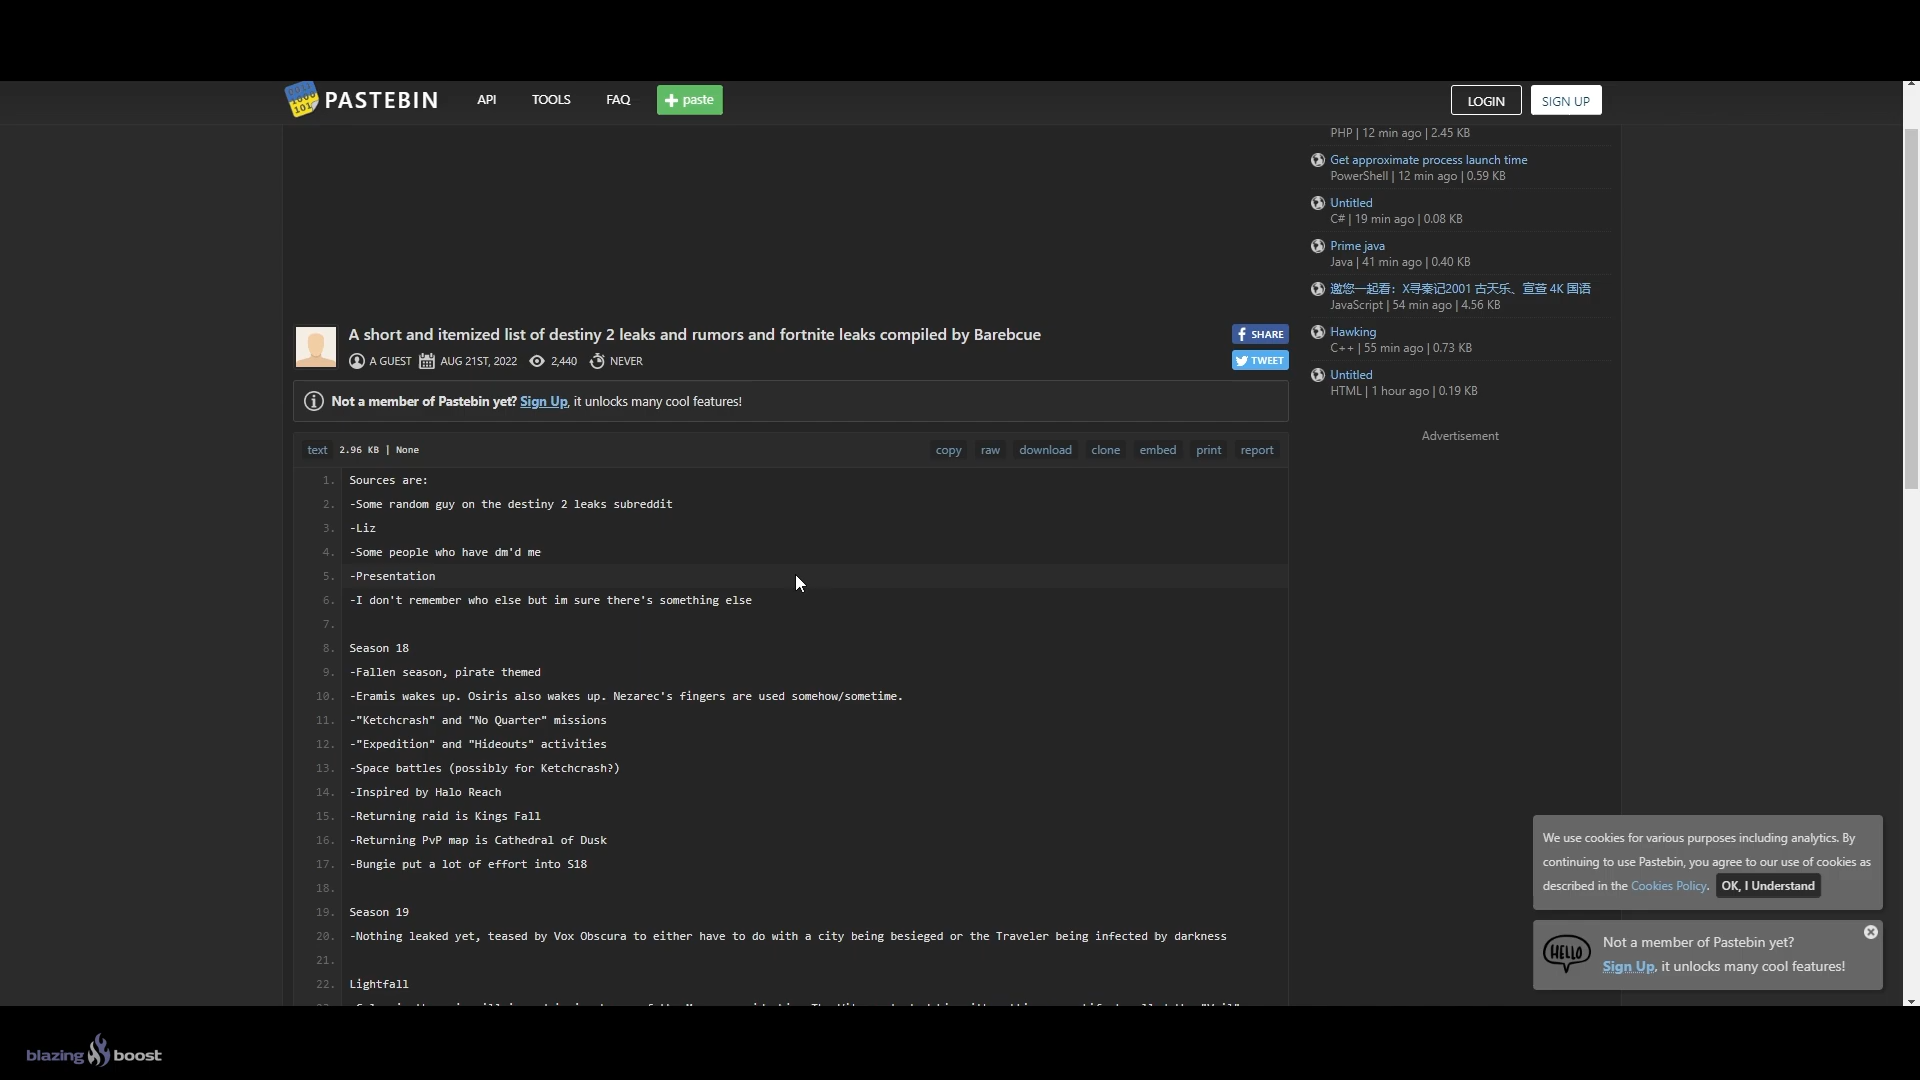 PASTEBIN API TOOLS FAQ + paste LOGIN SIGN UP
PHP | 12 min ago | 2.45 KB
Get approximate process launch time
PowerShell | 12 min ago | 0.59 KB
Untitled
C# | 19 min ago | 0.08 KB
Prime java
Java | 41 min ago | 0.40 KB
邀您一起看：X寻秦记2001 古天乐、宣萱 4K 国语
JavaScript | 54 min ago | 4.56 KB
Hawking
C++ | 55 min ago | 0.73 KB
Untitled
HTML | 1 hour ago | 0.19 KB
Advertisement
A short and itemized list of destiny 2 leaks and rumors and fortnite leaks compiled by Barebcue
SHARE
A GUEST AUG 21ST, 2022 2,440 NEVER
TWEET
Not a member of Pastebin yet? Sign Up, it unlocks many cool features!
text 2.96 KB | None copy raw download clone embed print report
1. Sources are:
2. -Some random guy on the destiny 2 leaks subreddit
3. -Liz
4. -Some people who have dm'd me
5. -Presentation
6. -I don't remember who else but im sure there's something else
7.
8. Season 18
9. -Fallen season, pirate themed
10. -Eramis wakes up. Osiris also wakes up. Nezarec's fingers are used somehow/sometime.
11. -"Ketchcrash" and "No Quarter" missions
12. -"Expedition" and "Hideouts" activities
13. -Space battles (possibly for Ketchcrash?)
14. -Inspired by Halo Reach
15. -Returning raid is Kings Fall
16. -Returning PvP map is Cathedral of Dusk
17. -Bungie put a lot of effort into S18
18.
19. Season 19
20. -Nothing leaked yet, teased by Vox Obscura to either have to do with a city being besieged or the Traveler being infected by darkness
21.
22. Lightfall
We use cookies for various purposes including analytics. By
continuing to use Pastebin, you agree to our use of cookies as
described in the Cookies Policy. OK, I Understand
HELLO
Not a member of Pastebin yet?
Sign Up, it unlocks many cool features!
blazing boost